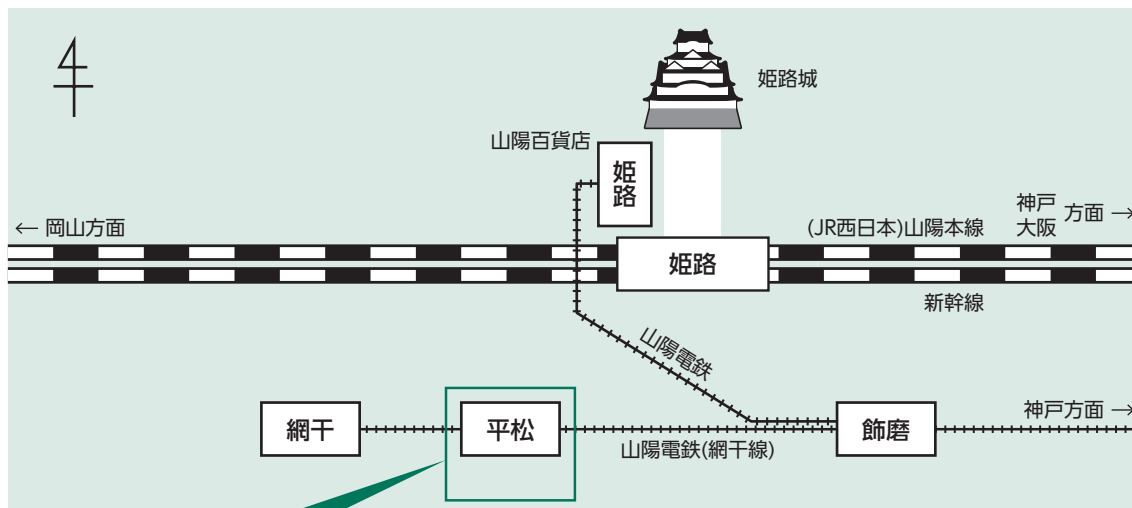 姫路城
山陽百貨店
姫路
← 岡山方面
(JR西日本)山陽本線
神戸
大阪
方面 →
姫路
新幹線
山陽電鉄
網干
平松
飾磨
神戸方面 →
山陽電鉄(網干線)